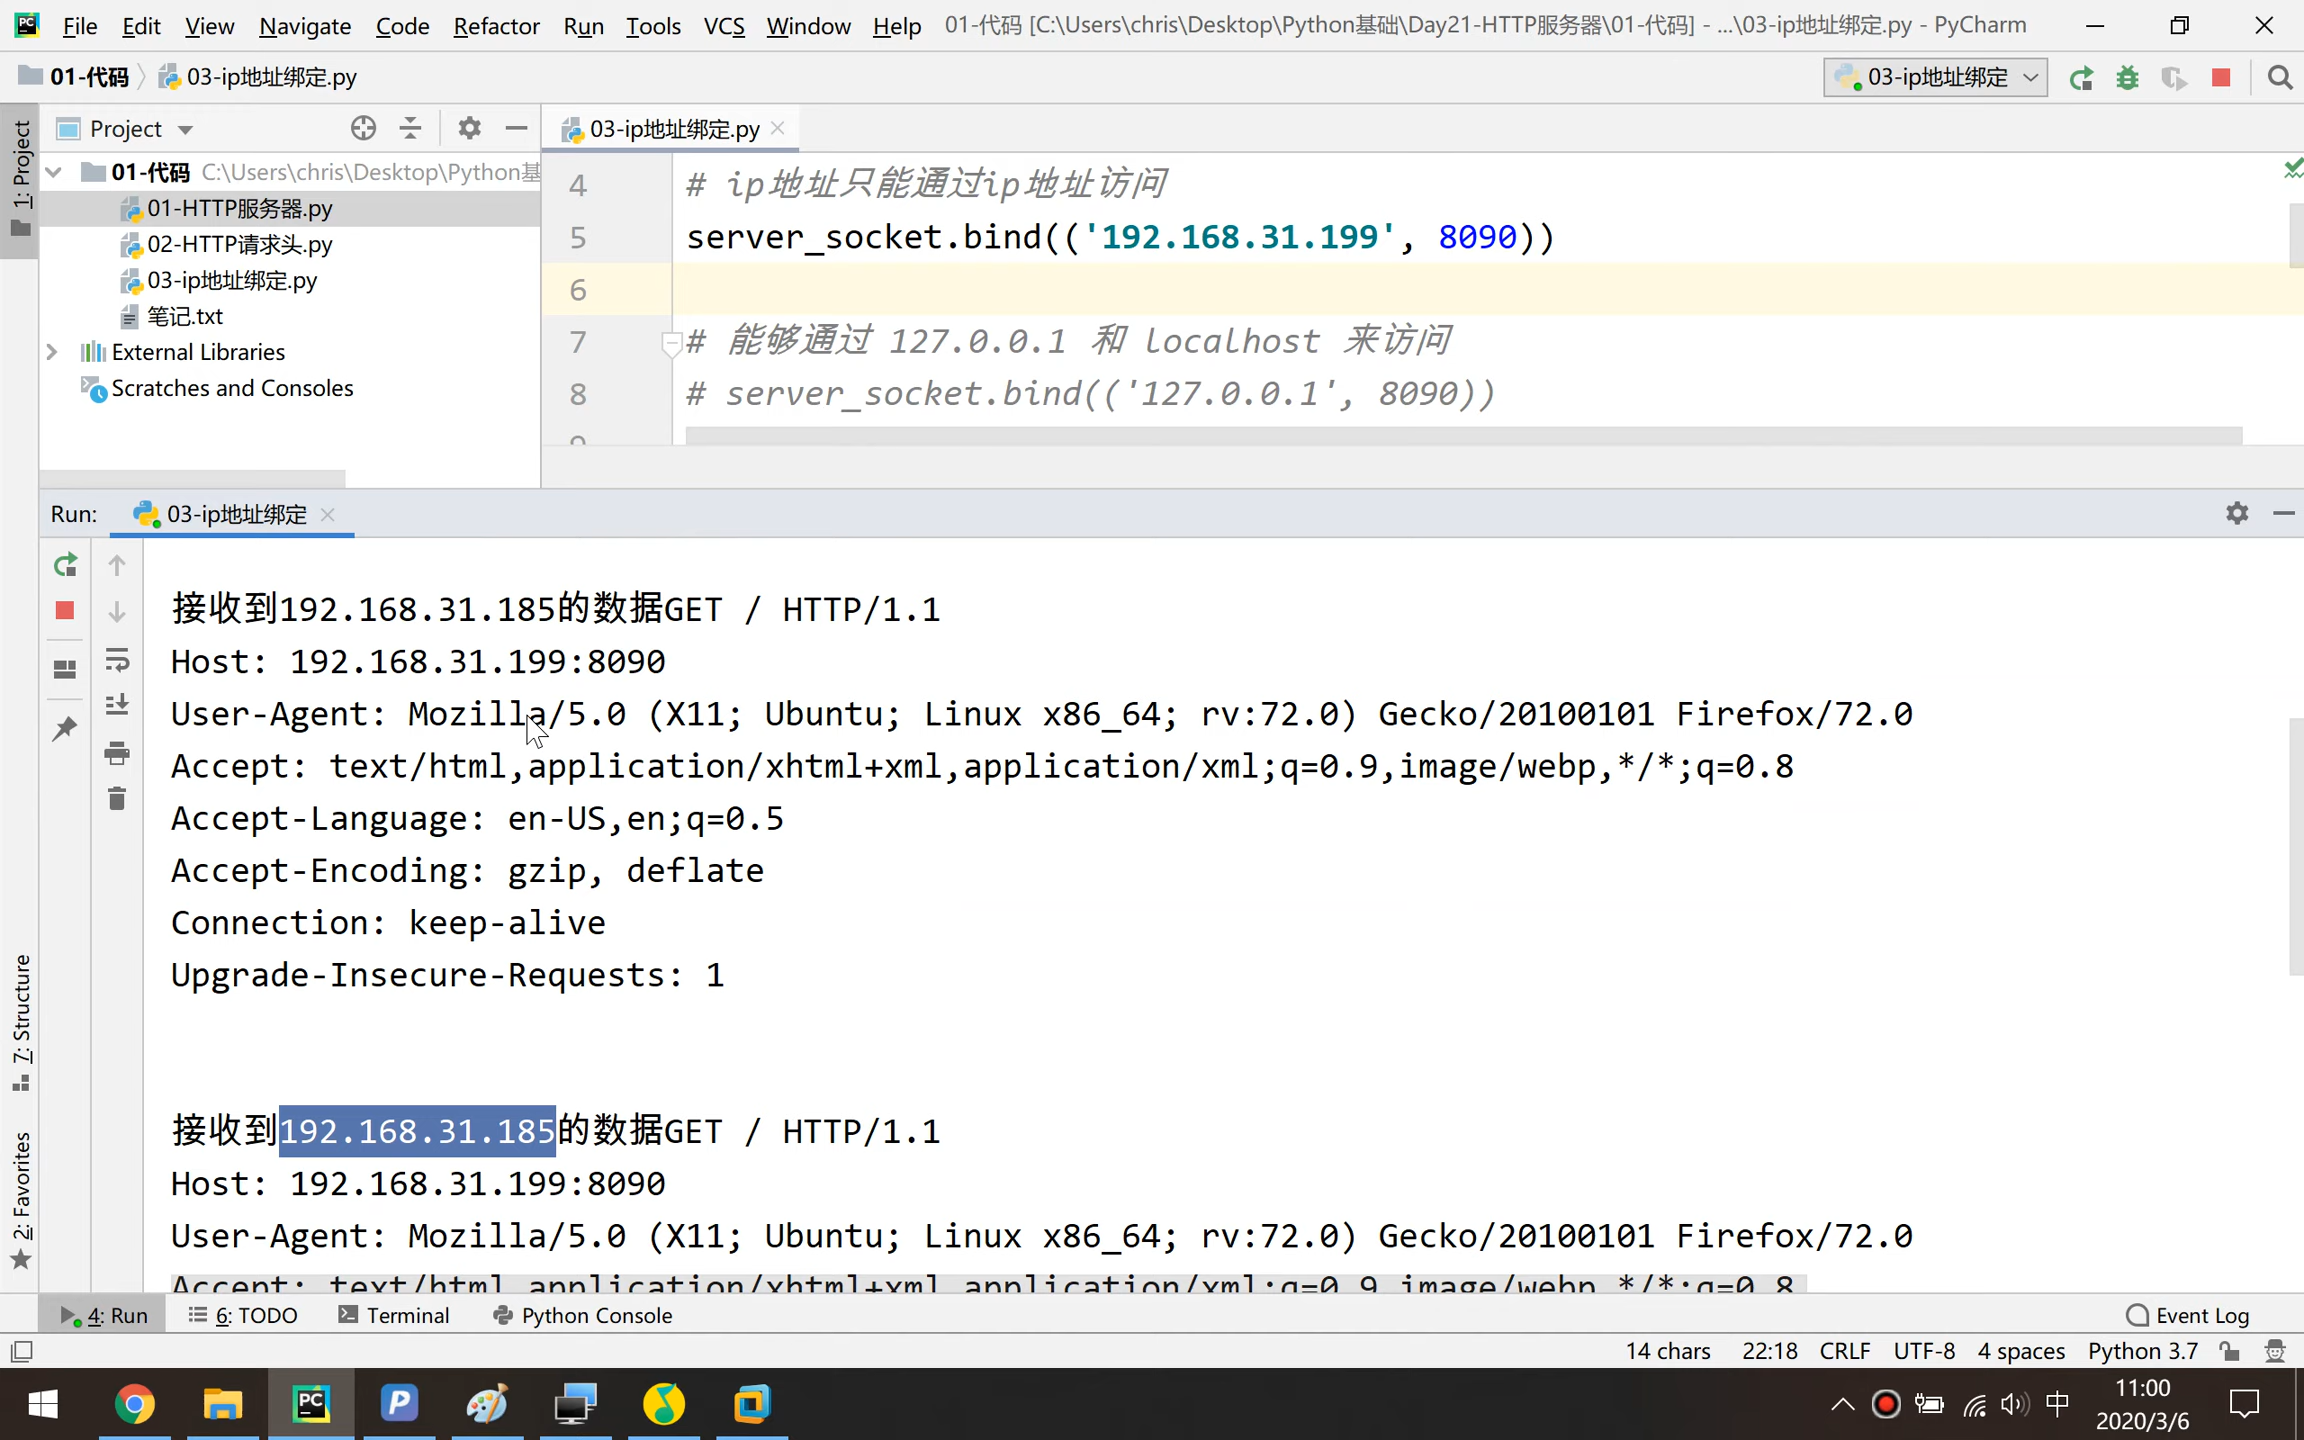 File Edit View Navigate Code Refactor Run Tools VCS Window Help 01-代码 [C:\Users\chris\Desktop\Python基础\Day21-HTTP服务器\01-代码] - ...\03-ip地址绑定.py - PyCharm
01-代码 03-ip地址绑定.py 03-ip地址绑定
1: Project
Project
03-ip地址绑定.py
01-代码 C:\Users\chris\Desktop\Python基
01-HTTP服务器.py
02-HTTP请求头.py
03-ip地址绑定.py
笔记.txt
External Libraries
Scratches and Consoles
4 # ip地址只能通过ip地址访问
5 server_socket.bind(('192.168.31.199', 8090))
6
7 # 能够通过 127.0.0.1 和 localhost 来访问
8 # server_socket.bind(('127.0.0.1', 8090))
9
Run: 03-ip地址绑定
接收到192.168.31.185的数据GET / HTTP/1.1
Host: 192.168.31.199:8090
User-Agent: Mozilla/5.0 (X11; Ubuntu; Linux x86_64; rv:72.0) Gecko/20100101 Firefox/72.0
Accept: text/html,application/xhtml+xml,application/xml;q=0.9,image/webp,*/*;q=0.8
Accept-Language: en-US,en;q=0.5
Accept-Encoding: gzip, deflate
Connection: keep-alive
Upgrade-Insecure-Requests: 1
接收到192.168.31.185的数据GET / HTTP/1.1
Host: 192.168.31.199:8090
User-Agent: Mozilla/5.0 (X11; Ubuntu; Linux x86_64; rv:72.0) Gecko/20100101 Firefox/72.0
Accept: text/html,application/xhtml+xml,application/xml;q=0.9,image/webp,*/*;q=0.8
7: Structure
2: Favorites
4: Run 6: TODO Terminal Python Console Event Log
14 chars 22:18 CRLF UTF-8 4 spaces Python 3.7
中
11:00
2020/3/6